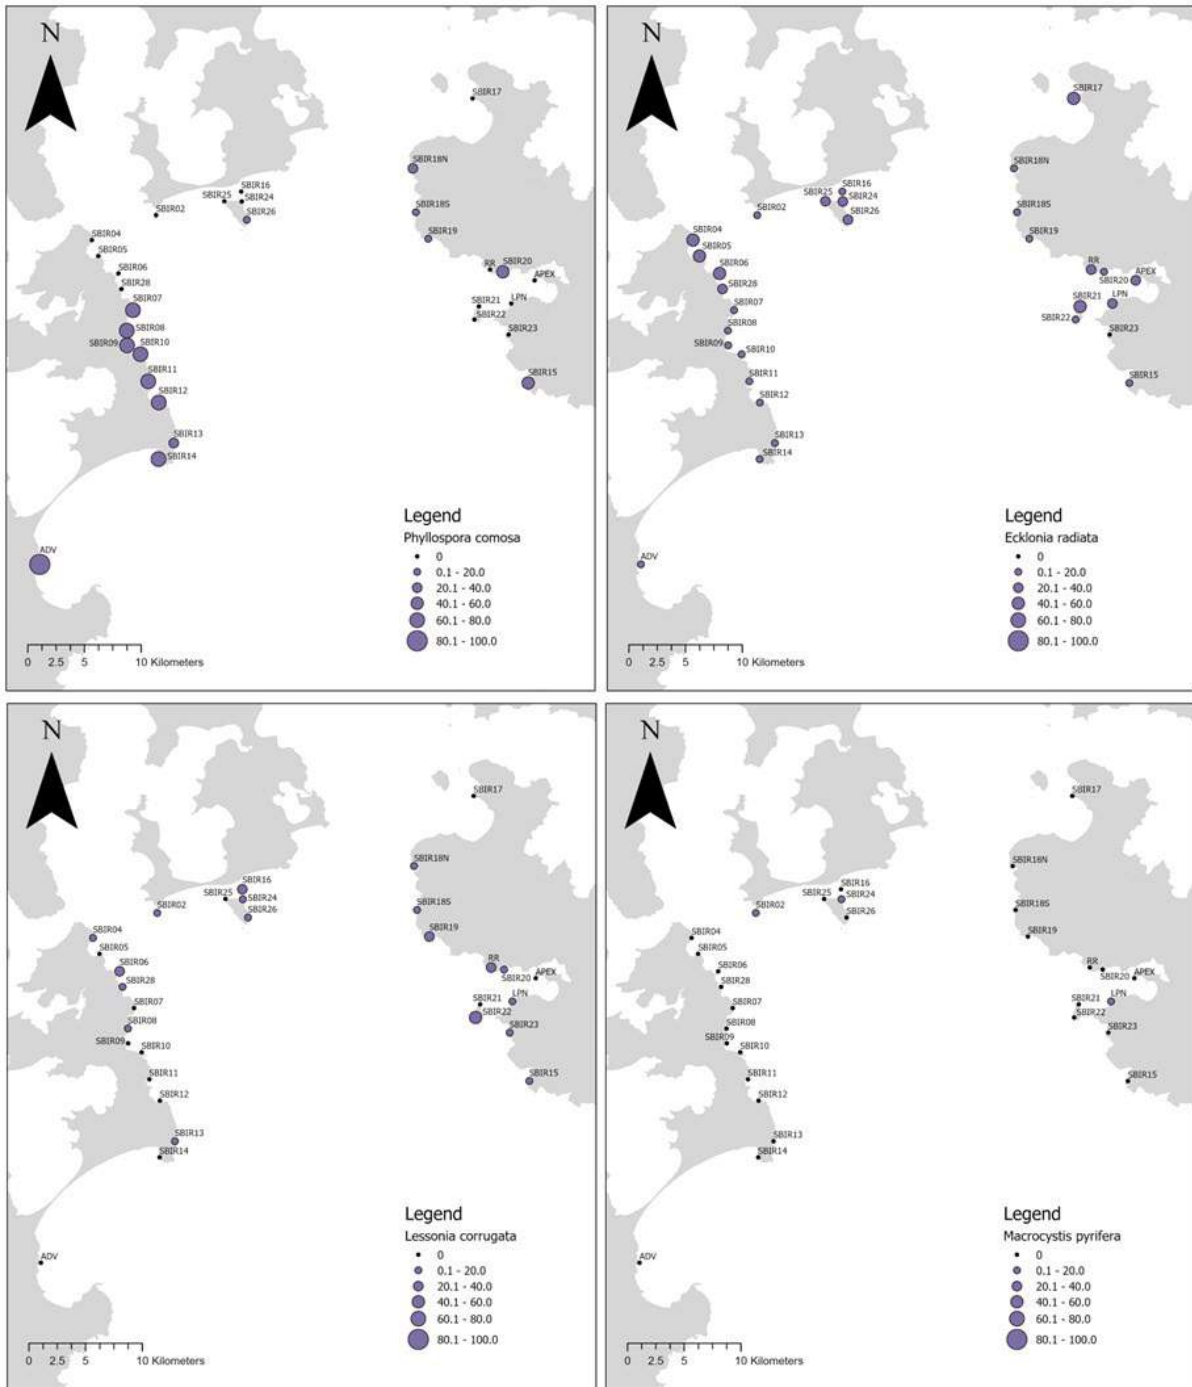 N
SBIR17
SBIR18N
SBIR16
SBIR25
SBIR24
SBIR02
SBIR18S
SBIR26
SBIR04
SBIR19
SBIR05
SBIR06
RR
SBIR20
APEX
SBIR28
SBIR07
SBIR21
LPN
SBIR22
SBIR08
SBIR09
SBIR10
SBIR23
SBIR11
SBIR15
SBIR12
SBIR13
SBIR14
ADV
Legend
Phyllospora comosa
0
0.1 - 20.0
20.1 - 40.0
40.1 - 60.0
60.1 - 80.0
80.1 - 100.0
0 2.5 5 10 Kilometers
N
SBIR17
SBIR18N
SBIR16
SBIR25
SBIR24
SBIR02
SBIR18S
SBIR26
SBIR04
SBIR19
SBIR05
SBIR06
RR
SBIR20
APEX
SBIR28
SBIR07
SBIR21
LPN
SBIR22
SBIR08
SBIR09
SBIR10
SBIR23
SBIR11
SBIR15
SBIR12
SBIR13
SBIR14
ADV
Legend
Ecklonia radiata
0
0.1 - 20.0
20.1 - 40.0
40.1 - 60.0
60.1 - 80.0
80.1 - 100.0
0 2.5 5 10 Kilometers
N
SBIR17
SBIR18N
SBIR16
SBIR25
SBIR24
SBIR02
SBIR18S
SBIR26
SBIR04
SBIR19
SBIR05
SBIR06
RR
SBIR20
APEX
SBIR28
SBIR07
SBIR21
LPN
SBIR22
SBIR08
SBIR09
SBIR10
SBIR23
SBIR11
SBIR15
SBIR12
SBIR13
SBIR14
ADV
Legend
Lessonia corrugata
0
0.1 - 20.0
20.1 - 40.0
40.1 - 60.0
60.1 - 80.0
80.1 - 100.0
0 2.5 5 10 Kilometers
N
SBIR17
SBIR18N
SBIR16
SBIR25
SBIR24
SBIR02
SBIR18S
SBIR26
SBIR04
SBIR19
SBIR05
SBIR06
RR
SBIR20
APEX
SBIR28
SBIR07
SBIR21
LPN
SBIR22
SBIR08
SBIR09
SBIR10
SBIR23
SBIR11
SBIR15
SBIR12
SBIR13
SBIR14
ADV
Legend
Macrocystis pyrifera
0
0.1 - 20.0
20.1 - 40.0
40.1 - 60.0
60.1 - 80.0
80.1 - 100.0
0 2.5 5 10 Kilometers